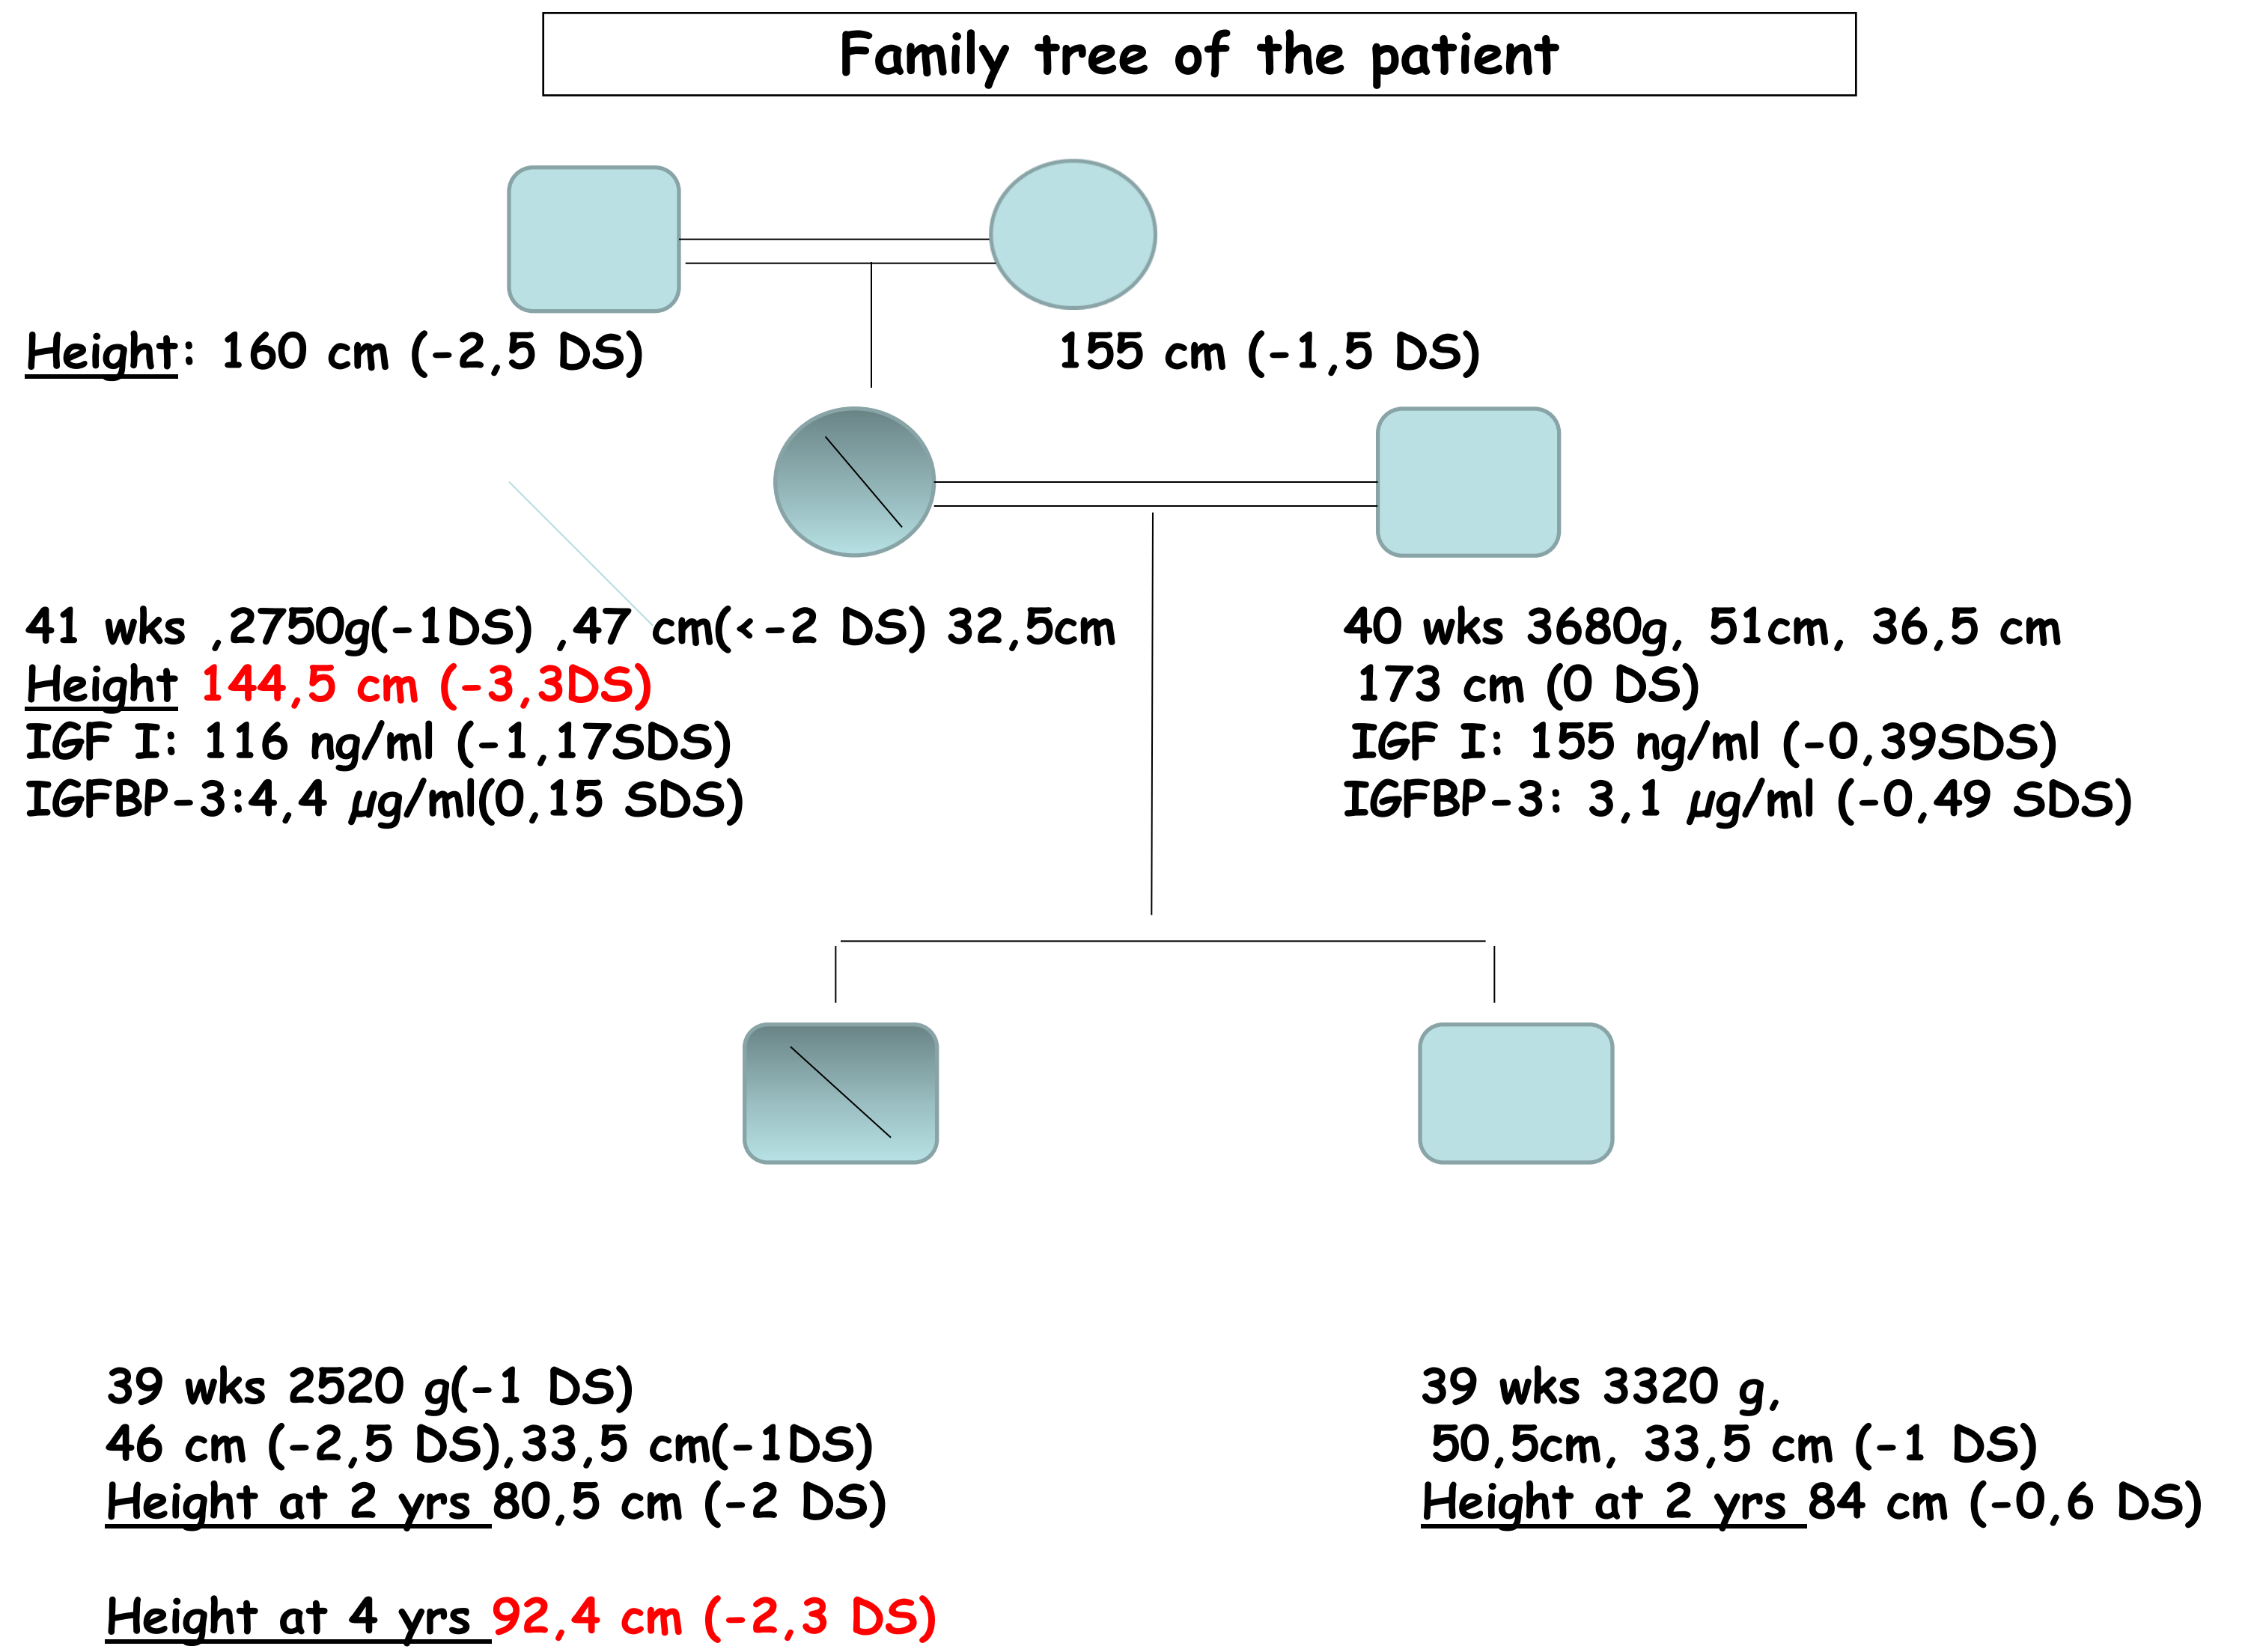 Family tree of the patient
Height: 160 cm (-2,5 DS)
155 cm (-1,5 DS)
41 wks ,2750g(-1DS) ,47 cm(<-2 DS) 32,5cm
Height 144,5 cm (-3,3DS)
IGF I: 116 ng/ml (-1,17SDS)
IGFBP-3:4,4 µg/ml(0,15 SDS)
40 wks 3680g, 51cm, 36,5 cm
173 cm (0 DS)
IGF I: 155 ng/ml (-0,39SDS)
IGFBP-3: 3,1 µg/ml (-0,49 SDS)
39 wks 2520 g(-1 DS)
46 cm (-2,5 DS),33,5 cm(-1DS)
Height at 2 yrs 80,5 cm (-2 DS)
Height at 4 yrs 92,4 cm (-2,3 DS)
39 wks 3320 g,
50,5cm, 33,5 cm (-1 DS)
Height at 2 yrs 84 cm (-0,6 DS)